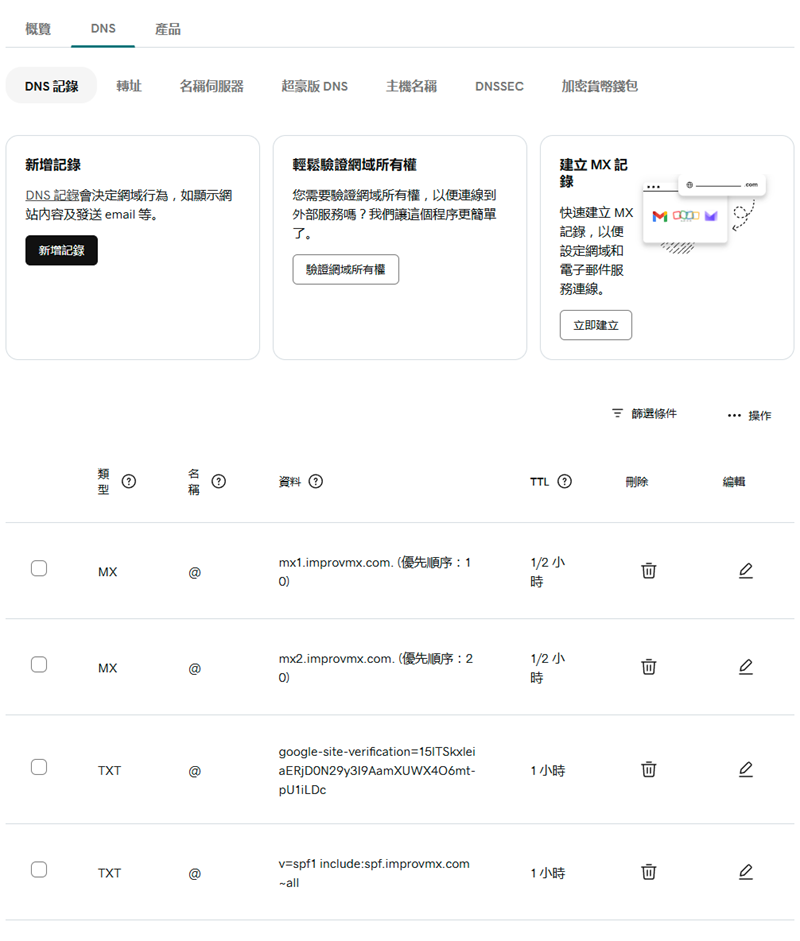 概覽 DNS 產品
DNS 記錄 轉址 名稱伺服器 超豪版 DNS 主機名稱 DNSSEC 加密貨幣錢包
新增記錄
DNS 記錄會決定網域行為，如顯示網
站內容及發送 email 等。
新增記錄
輕鬆驗證網域所有權
您需要驗證網域所有權，以便連線到
外部服務嗎？我們讓這個程序更簡單
了。
驗證網域所有權
建立 MX 記
錄
快速建立 MX
記錄，以便
設定網域和
電子郵件服
務連線。
立即建立
.com
篩選條件 操作
類
型
名
稱
資料 TTL 刪除 編輯
MX @
mx1.improvmx.com. (優先順序：1
0)
1/2 小
時
MX @
mx2.improvmx.com. (優先順序：2
0)
1/2 小
時
TXT @
google-site-verification=15ITSkxlei
aERjD0N29y3I9AamXUWX4O6mt-
pU1iLDc
1 小時
TXT @
v=spf1 include:spf.improvmx.com
~all
1 小時